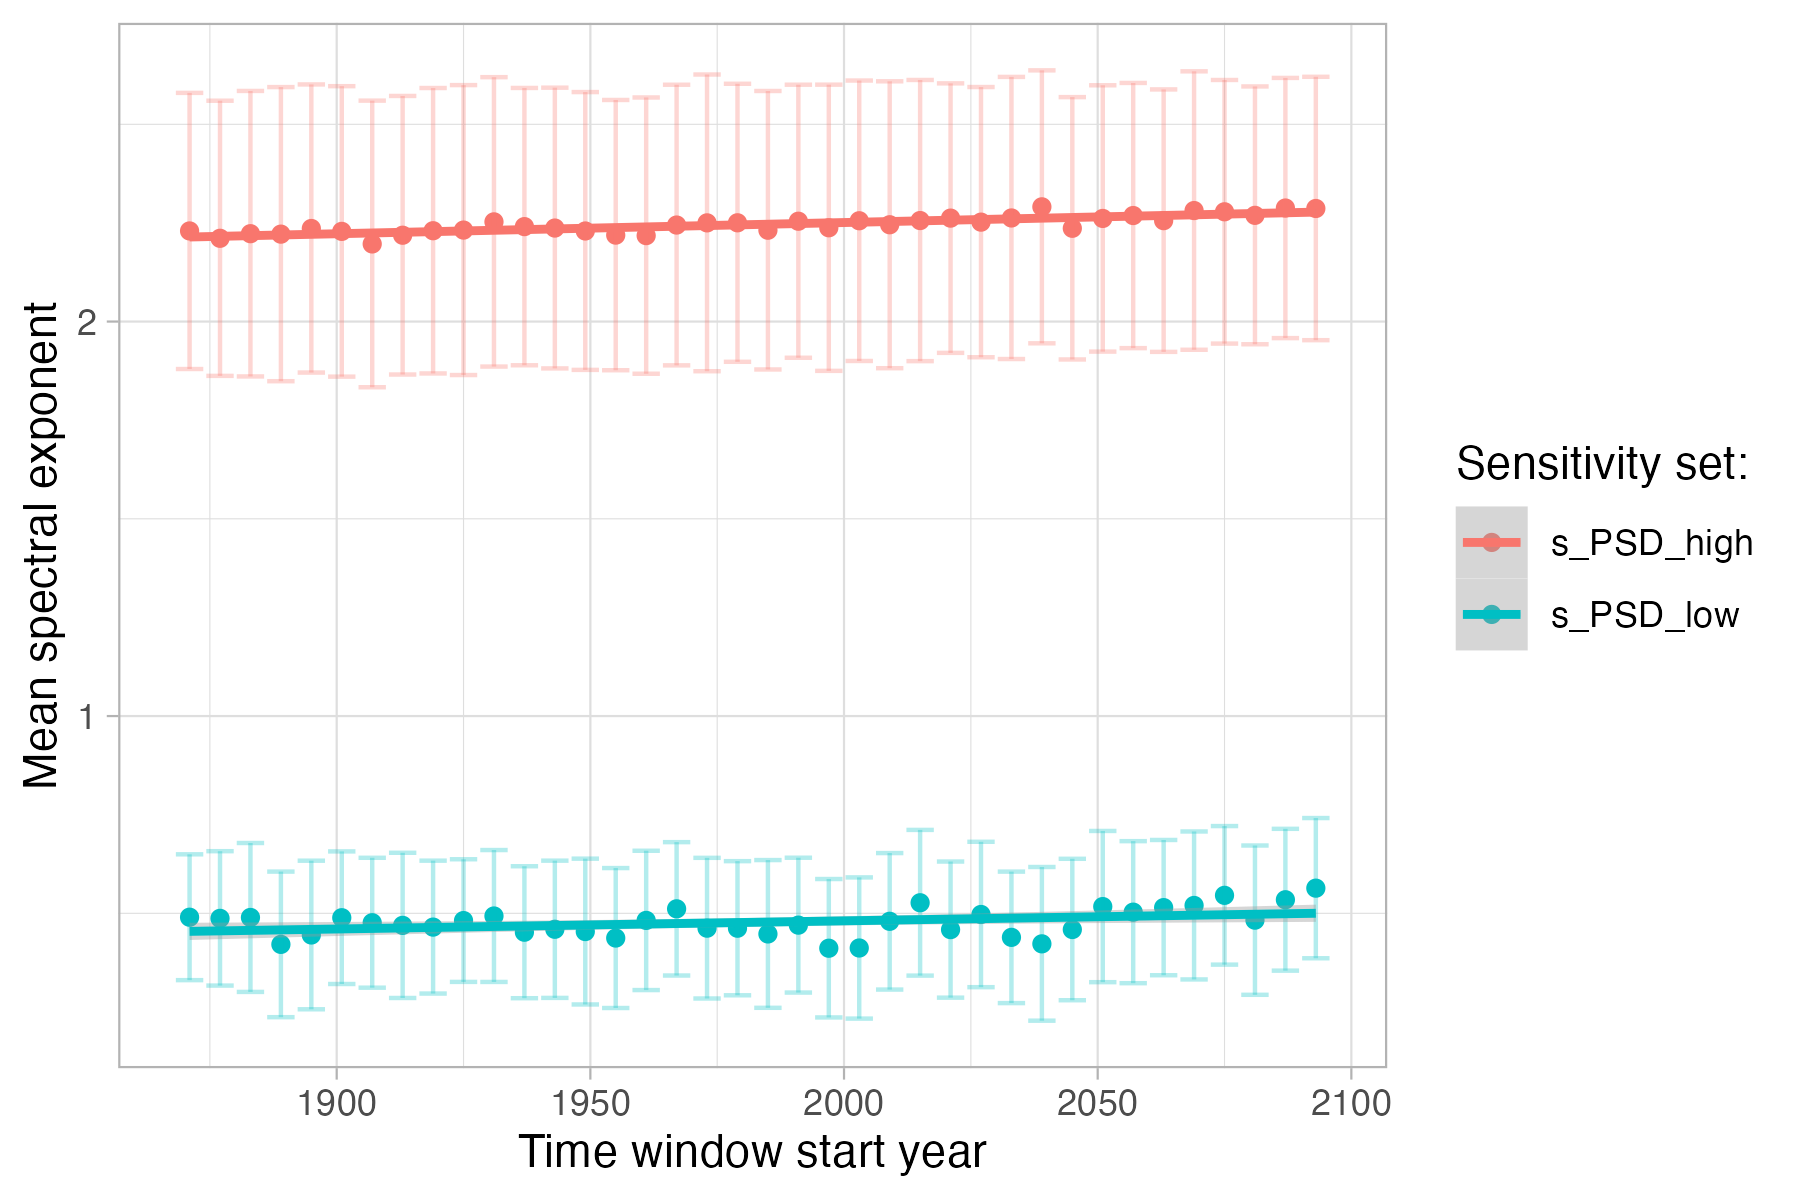 Mean spectral exponent
2
1
1900 1950 2000 2050 2100
Time window start year
Sensitivity set:
s_PSD_high
s_PSD_low